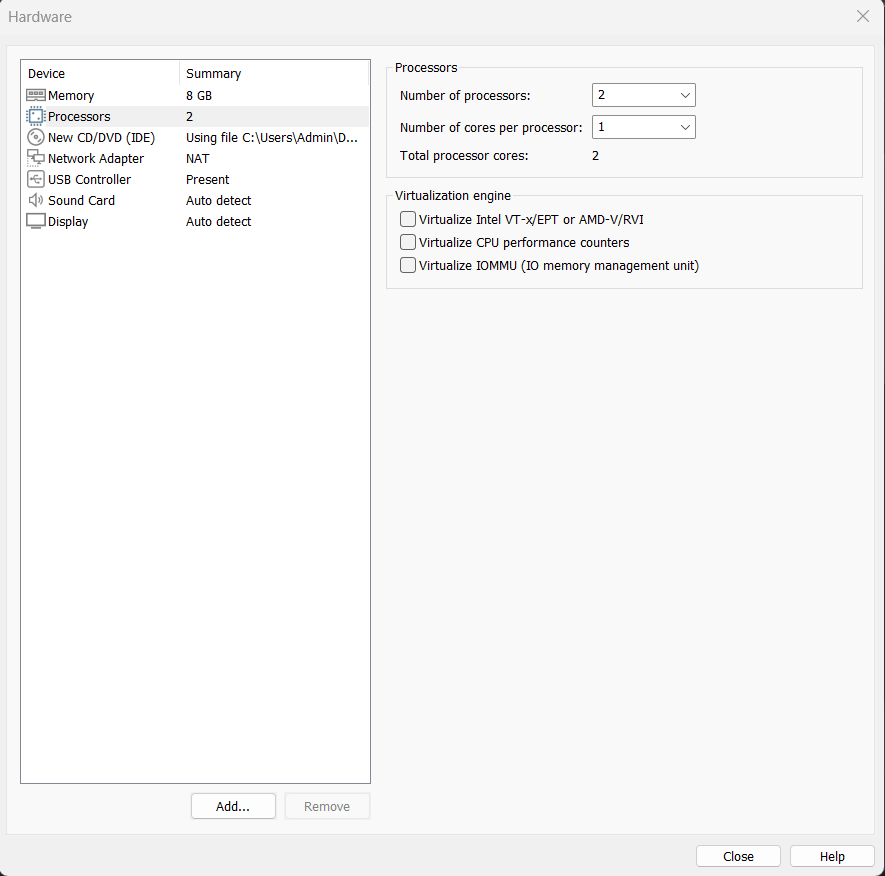 Hardware
Device Summary
Memory 8 GB
Processors 2
New CD/DVD (IDE) Using file C:\Users\Admin\D...
Network Adapter NAT
USB Controller Present
Sound Card Auto detect
Display Auto detect
Add...
Remove
Processors
Number of processors: 2
Number of cores per processor: 1
Total processor cores: 2
Virtualization engine
Virtualize Intel VT-x/EPT or AMD-V/RVI
Virtualize CPU performance counters
Virtualize IOMMU (IO memory management unit)
Close
Help